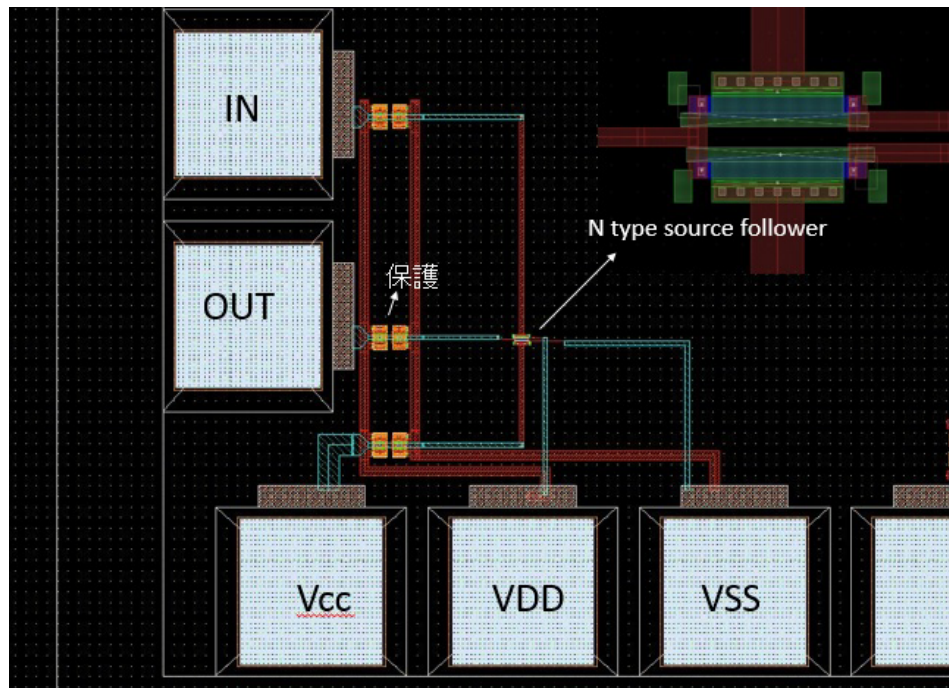 IN
N type source follower
保護
OUT
Vcc
VDD
VSS